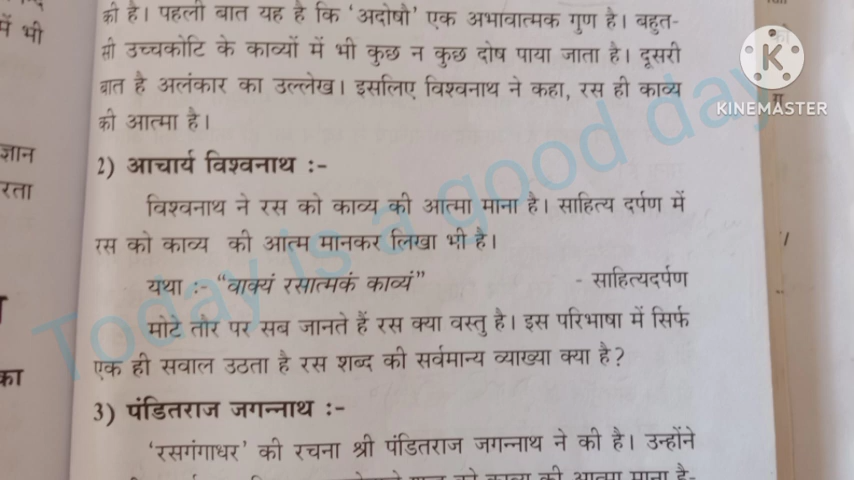 की है। पहली बात यह है कि 'अदोषौ' एक अभावात्मक गुण है। बहुत-
सी उच्चकोटि के काव्यों में भी कुछ न कुछ दोष पाया जाता है। दूसरी
बात है अलंकार का उल्लेख। इसलिए विश्वनाथ ने कहा, रस ही काव्य
की आत्मा है।
2) आचार्य विश्वनाथ :-
विश्वनाथ ने रस को काव्य की आत्मा माना है। साहित्य दर्पण में
रस को काव्य की आत्म मानकर लिखा भी है।
यथा :- "वाक्यं रसात्मकं काव्यं" - साहित्यदर्पण
मोटे तौर पर सब जानते हैं रस क्या वस्तु है। इस परिभाषा में सिर्फ
एक ही सवाल उठता है रस शब्द की सर्वमान्य व्याख्या क्या है?
3) पंडितराज जगन्नाथ :-
'रसगंगाधर' की रचना श्री पंडितराज जगन्नाथ ने की है। उन्होंने
को काव्य की आत्मा माना है-
में भी
ज्ञान
रता
का
Today is a good day
K
KINEMASTER